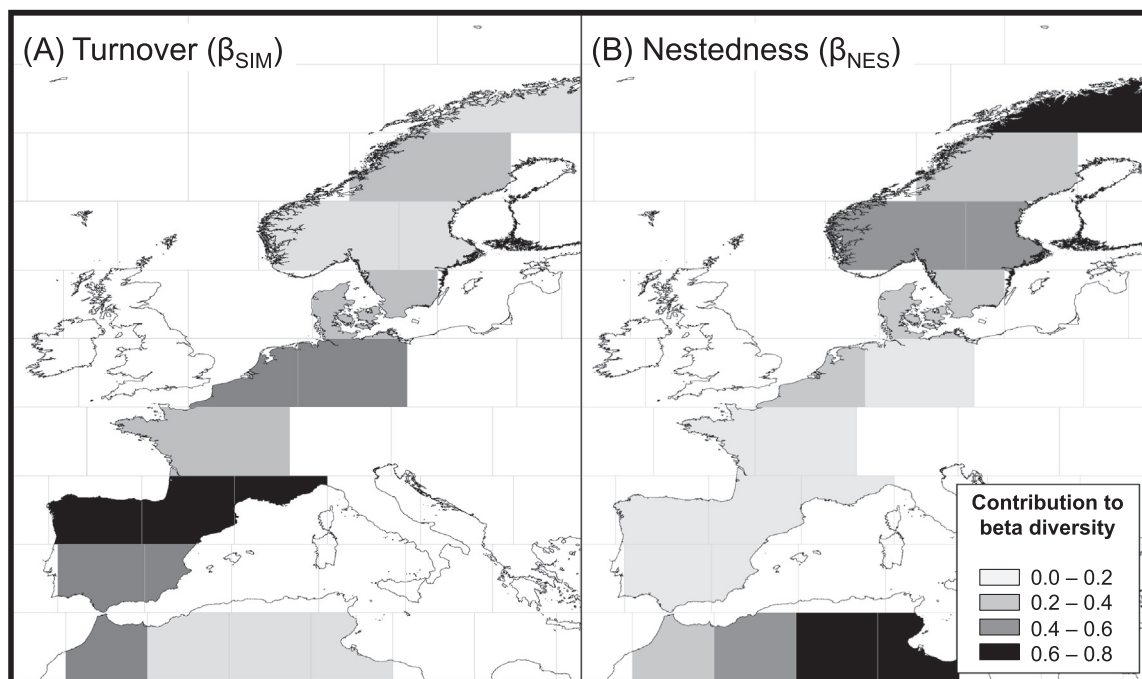 (A) Turnover (βSIM)
(B) Nestedness (βNES)
Contribution to
beta diversity
0.0 – 0.2
0.2 – 0.4
0.4 – 0.6
0.6 – 0.8